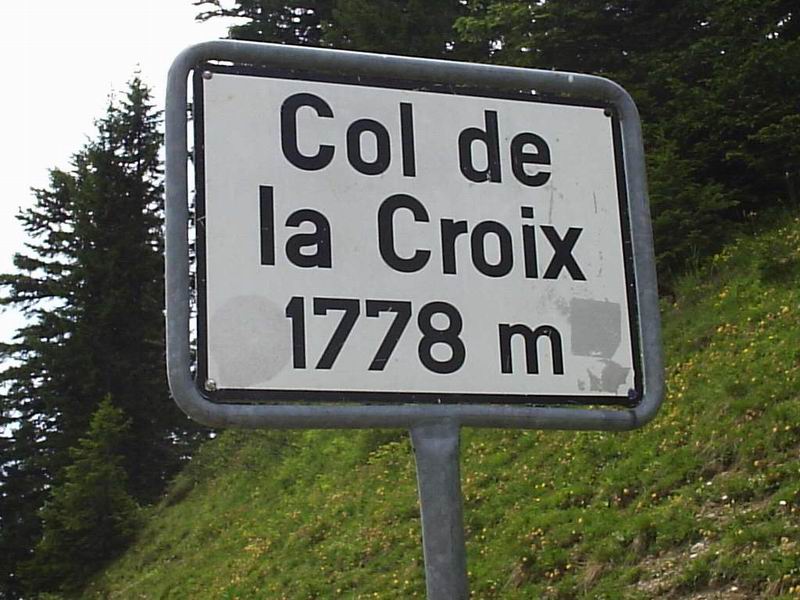 Col de
la Croix
1778 m